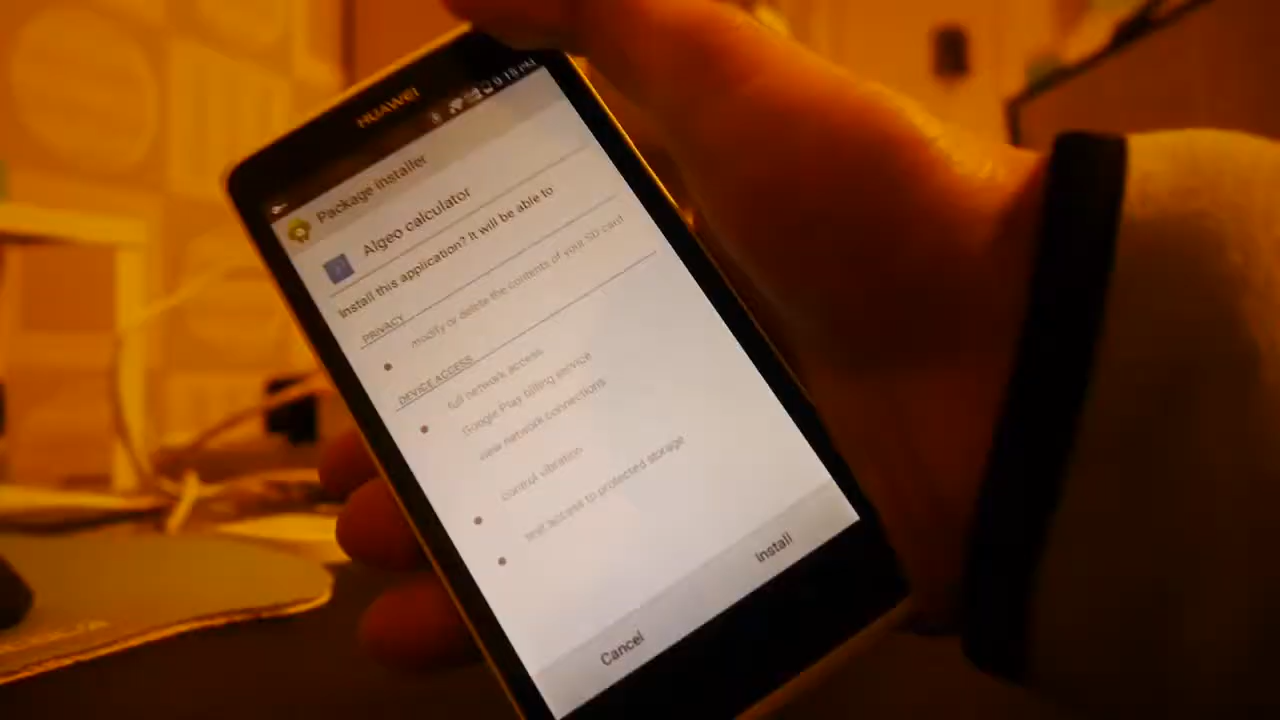 HUAWEI
Package installer
Algeo calculator
Install this application? It will be able to
PRIVACY
modify or delete the contents of your SD card
DEVICE ACCESS
full network access
Google Play billing service
view network connections
control vibration
test access to protected storage
Cancel
Install